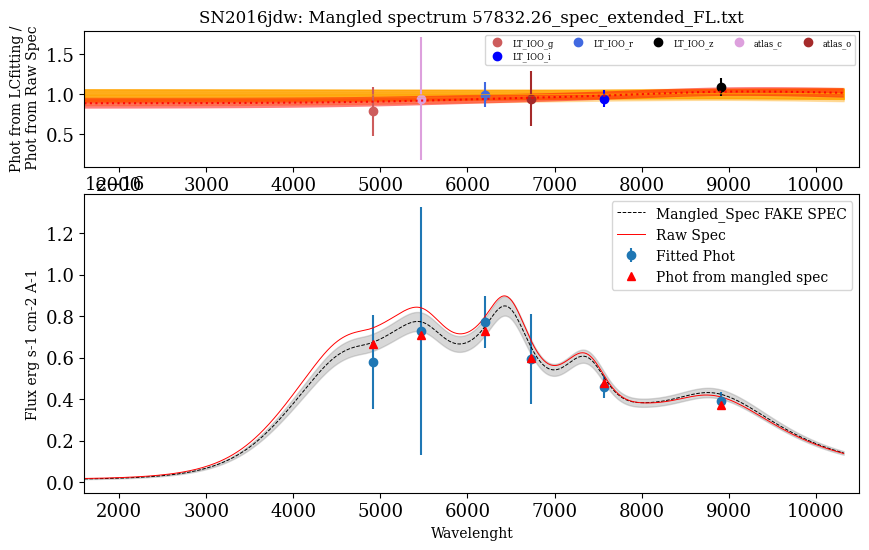 SN2016jdw: Mangled spectrum 57832.26_spec_extended_FL.txt
Phot from LCfitting /
Phot from Raw Spec
1.5
1.0
0.5
LT_IOO_g
LT_IOO_r
LT_IOO_z
atlas_c
atlas_o
LT_IOO_i
2000 3000 4000 5000 6000 7000 8000 9000 10000
1e−16
Flux erg s-1 cm-2 A-1
1.2
1.0
0.8
0.6
0.4
0.2
0.0
Mangled_Spec FAKE SPEC
Raw Spec
Fitted Phot
Phot from mangled spec
2000 3000 4000 5000 6000 7000 8000 9000 10000
Wavelenght